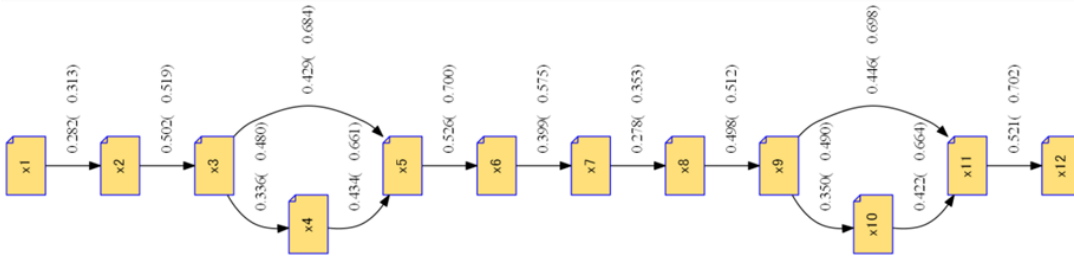 x1
0.282( 0.313)
x2
0.502( 0.519)
x3
0.429( 0.684)
0.336( 0.480)
x4
0.434( 0.661)
x5
0.526( 0.700)
x6
0.399( 0.575)
x7
0.278( 0.353)
x8
0.498( 0.512)
x9
0.446( 0.698)
0.350( 0.490)
x10
0.422( 0.664)
x11
0.521( 0.702)
x12